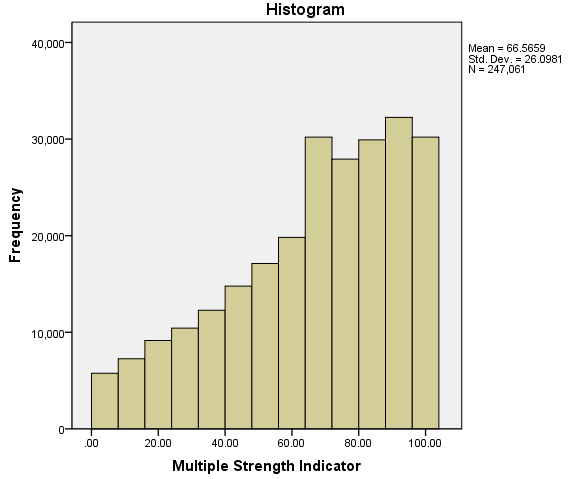 Histogram
Mean = 66.5659
Std. Dev. = 26.0981
N = 247,061
Frequency
40,000
30,000
20,000
10,000
0
.00 20.00 40.00 60.00 80.00 100.00
Multiple Strength Indicator